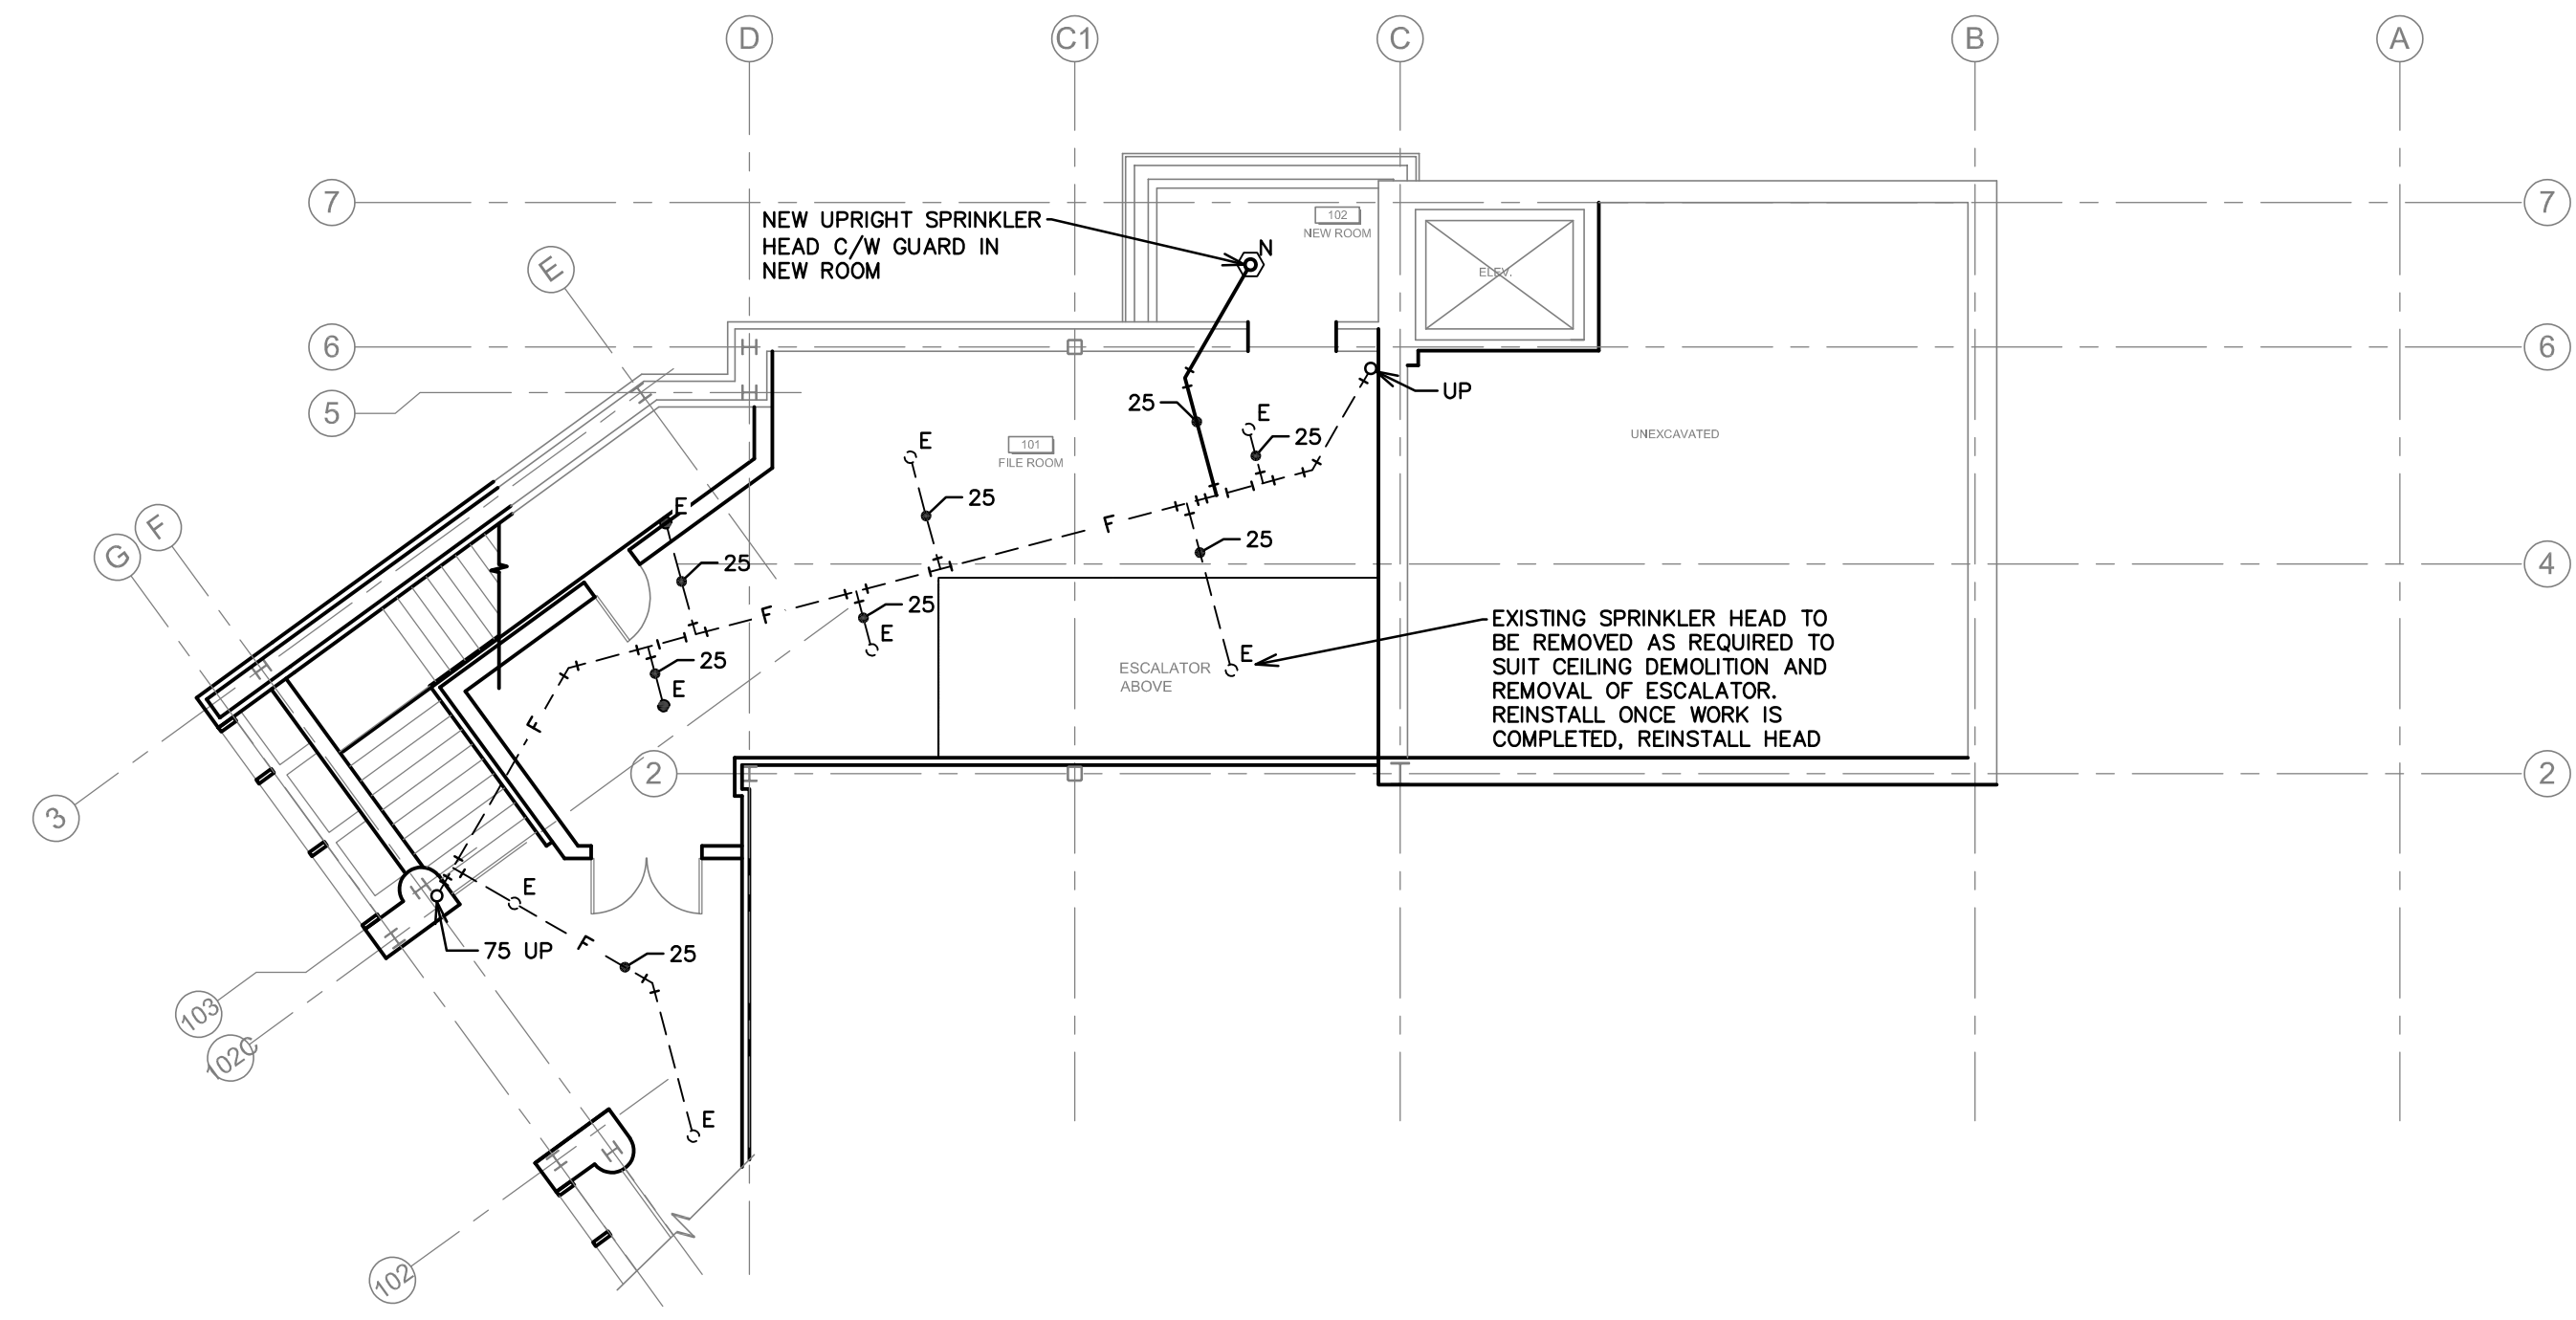 D
C1
C
B
A
7
7
102
NEW ROOM
NEW UPRIGHT SPRINKLER
HEAD C/W GUARD IN
NEW ROOM
N
E
ELEV.
6
6
5
UP
25
E
25
UNEXCAVATED
E
101
FILE ROOM
25
E
F
G
F
25
25
4
F
25
E
25
E
E
EXISTING SPRINKLER HEAD TO
BE REMOVED AS REQUIRED TO
SUIT CEILING DEMOLITION AND
REMOVAL OF ESCALATOR.
REINSTALL ONCE WORK IS
COMPLETED, REINSTALL HEAD
ESCALATOR
ABOVE
F
2
2
3
E
F
75 UP
25
103
102C
E
102